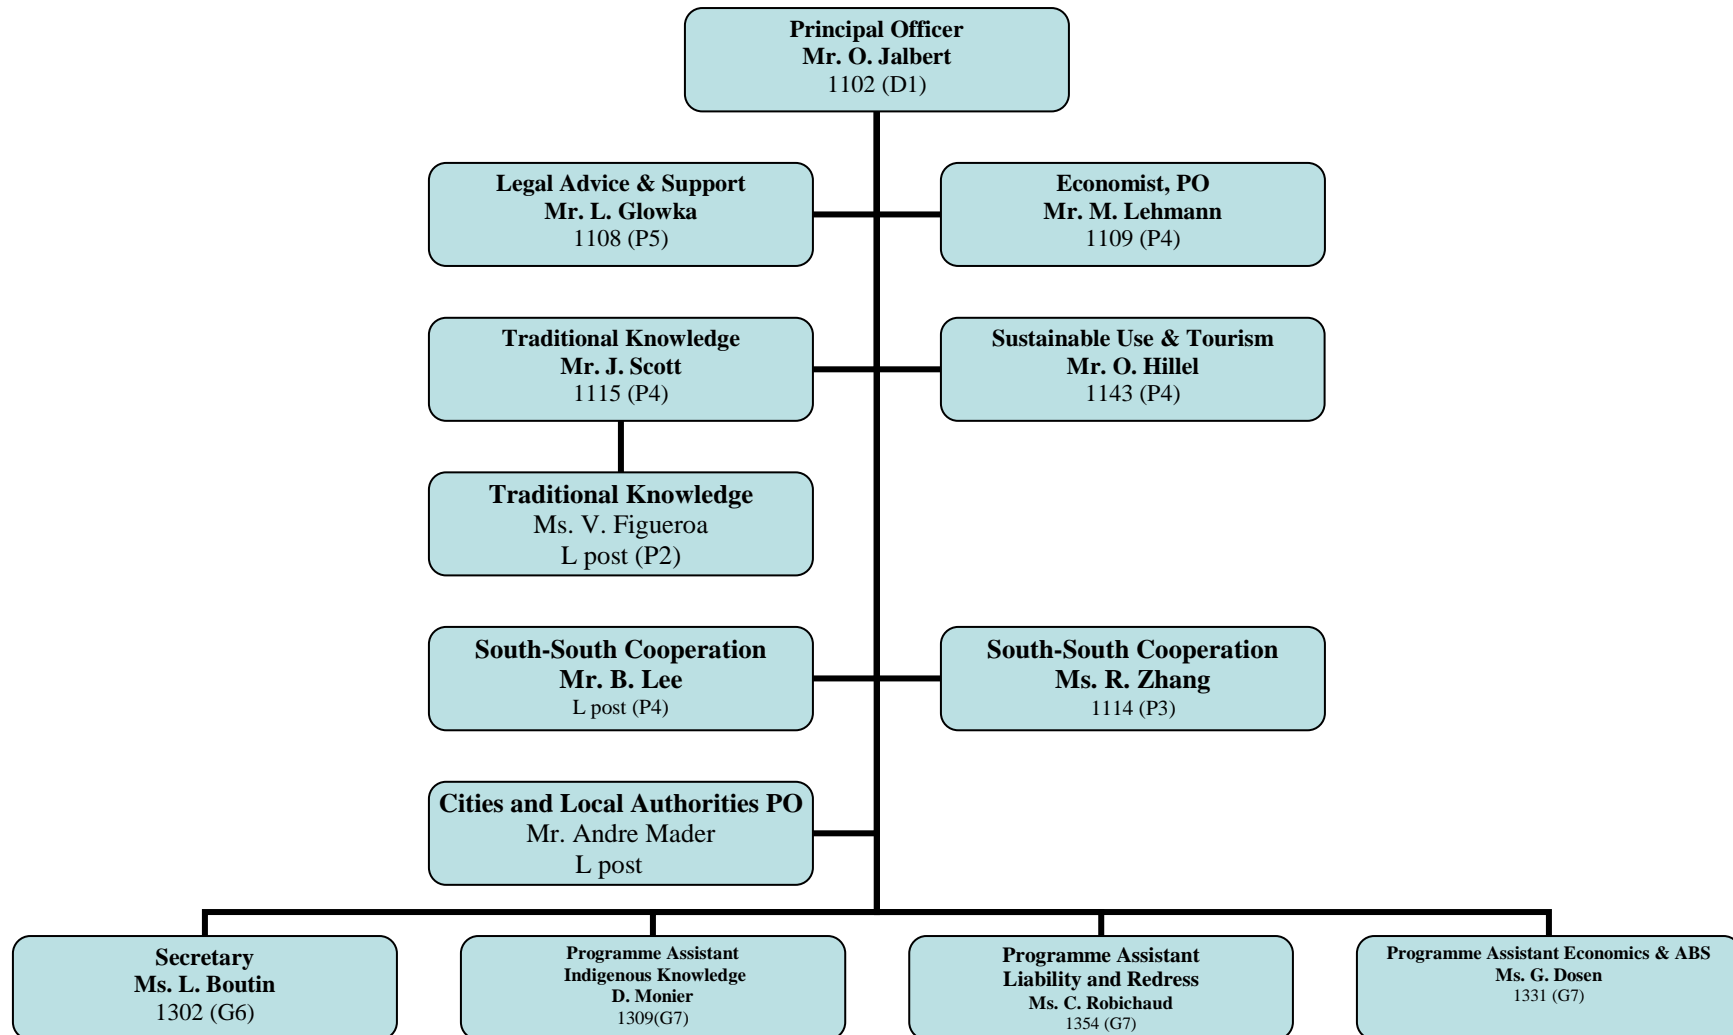 Principal Officer
Mr. O. Jalbert
1102 (D1)
Legal Advice & Support
Mr. L. Glowka
1108 (P5)
Economist, PO
Mr. M. Lehmann
1109 (P4)
Traditional Knowledge
Mr. J. Scott
1115 (P4)
Sustainable Use & Tourism
Mr. O. Hillel
1143 (P4)
Traditional Knowledge
Ms. V. Figueroa
L post (P2)
South-South Cooperation
Mr. B. Lee
L post (P4)
South-South Cooperation
Ms. R. Zhang
1114 (P3)
Cities and Local Authorities PO
Mr. Andre Mader
L post
Secretary
Ms. L. Boutin
1302 (G6)
Programme Assistant
Indigenous Knowledge
D. Monier
1309(G7)
Programme Assistant
Liability and Redress
Ms. C. Robichaud
1354 (G7)
Programme Assistant Economics & ABS
Ms. G. Dosen
1331 (G7)